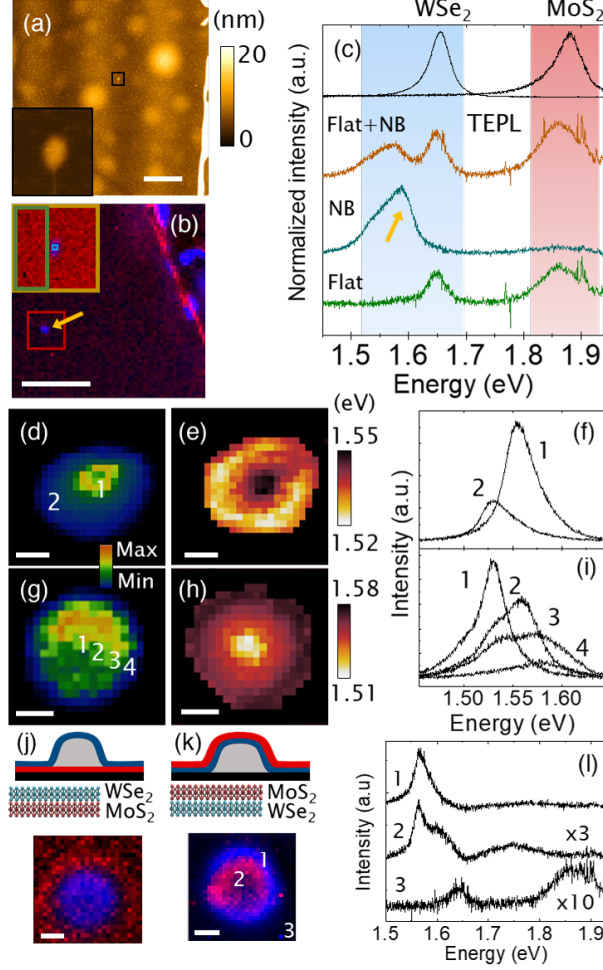 (a)
(nm)
20
0
(b)
WSe2 MoS2
(c)
Flat+NB
TEPL
NB
Flat
Normalized intensity (a.u.)
1.5 1.6 1.7 1.8 1.9
Energy (eV)
(d)
2
1
Max
Min
(e)
(eV)
1.55
1.52
(f)
1
2
(g)
1
2
3
4
(h)
1.58
1.51
(i)
1
2
3
4
Intensity (a.u.)
1.50 1.55 1.60
Energy (eV)
(j)
WSe2
MoS2
(k)
MoS2
WSe2
1
2
3
(l)
1
2
x3
3
x10
Intensity (a.u)
1.5 1.6 1.7 1.8 1.9
Energy (eV)